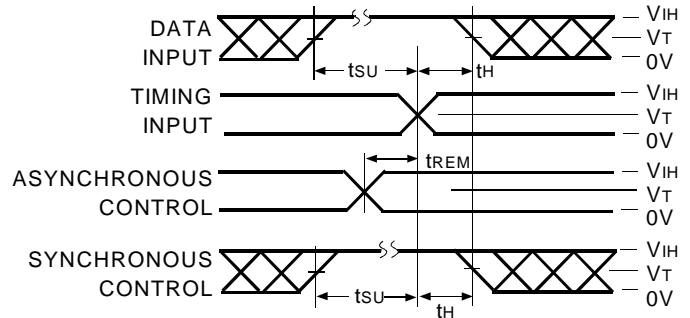 DATA
INPUT
tSU
tH
VIH
VT
0V
TIMING
INPUT
VIH
VT
0V
tREM
ASYNCHRONOUS
CONTROL
VIH
VT
0V
SYNCHRONOUS
CONTROL
tSU
tH
VIH
VT
0V